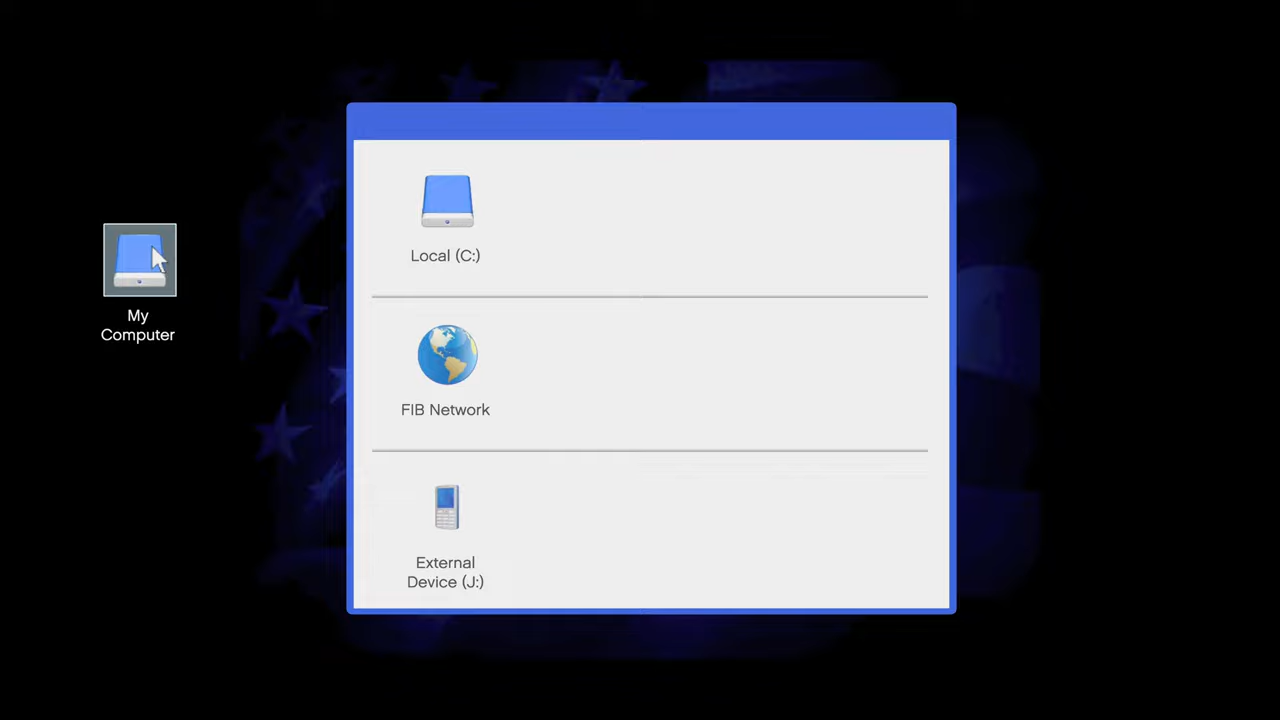 My
Computer
Local (C:)
FIB Network
External
Device (J:)